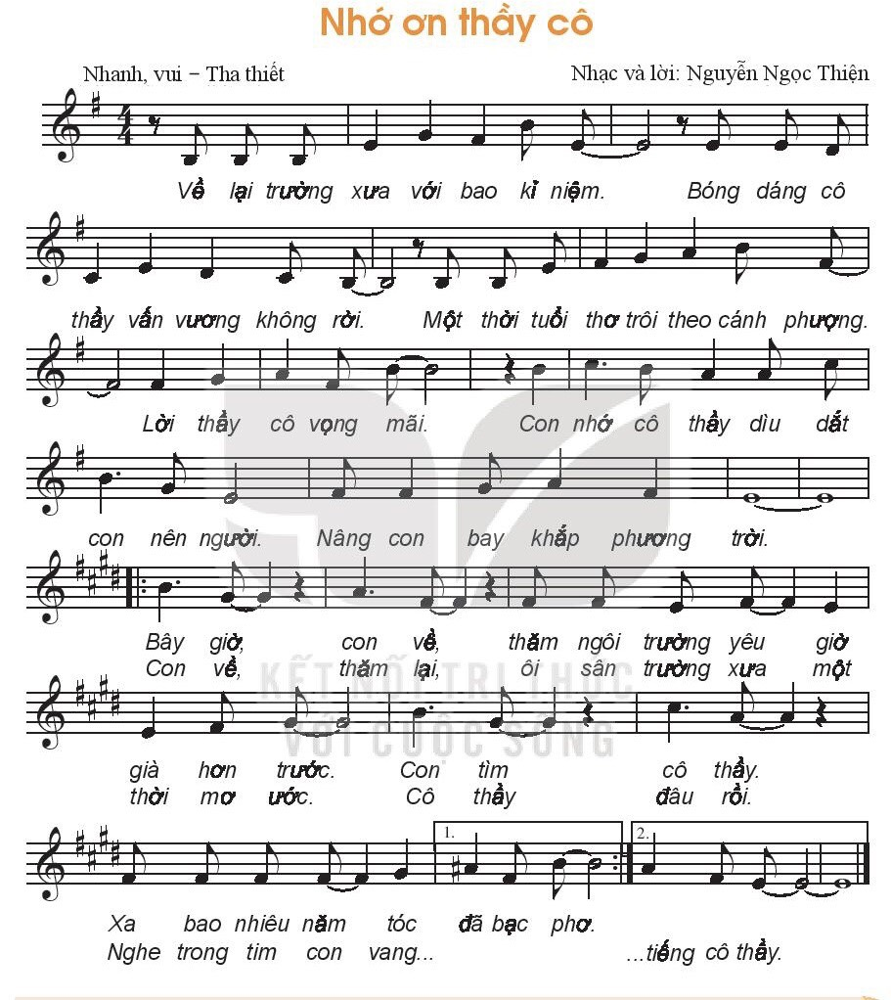 Nhớ ơn thầy cô
Nhanh, vui – Tha thiết
Nhạc và lời: Nguyễn Ngọc Thiện
Về lại trường xưa với bao kỉ niệm. Bóng dáng cô
thầy vấn vương không rời. Một thời tuổi thơ trôi theo cánh phượng.
Lời thầy cô vọng mãi. Con nhớ cô thầy dìu dắt
con nên người. Nâng con bay khắp phương trời.
Bây giờ, con về, thăm ngôi trường yêu giờ
Con về, thăm lại, ôi sân trường xưa một
KẾT NỐI TRI THỨC
VỚI CUỘC SỐNG
già hơn trước. Con tìm cô thầy.
thời mơ ước. Cô thầy đâu rồi.
1. 2.
Xa bao nhiêu năm tóc đã bạc phơ.
Nghe trong tim con vang... ...tiếng cô thầy.